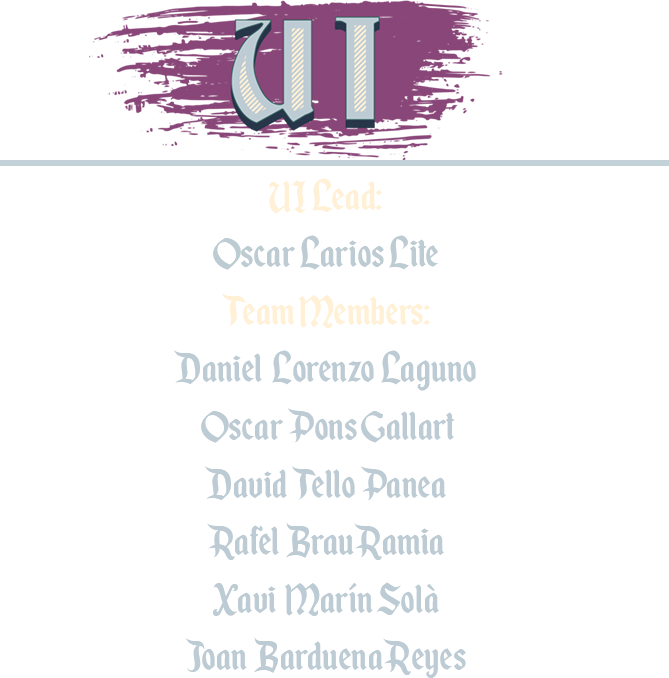 UI
UI Lead:
Oscar Larios Lite
Team Members:
Daniel Lorenzo Laguno
Oscar Pons Gallart
David Tello Panea
Rafel Brau Ramia
Xavi Marín Solà
Joan Barduena Reyes